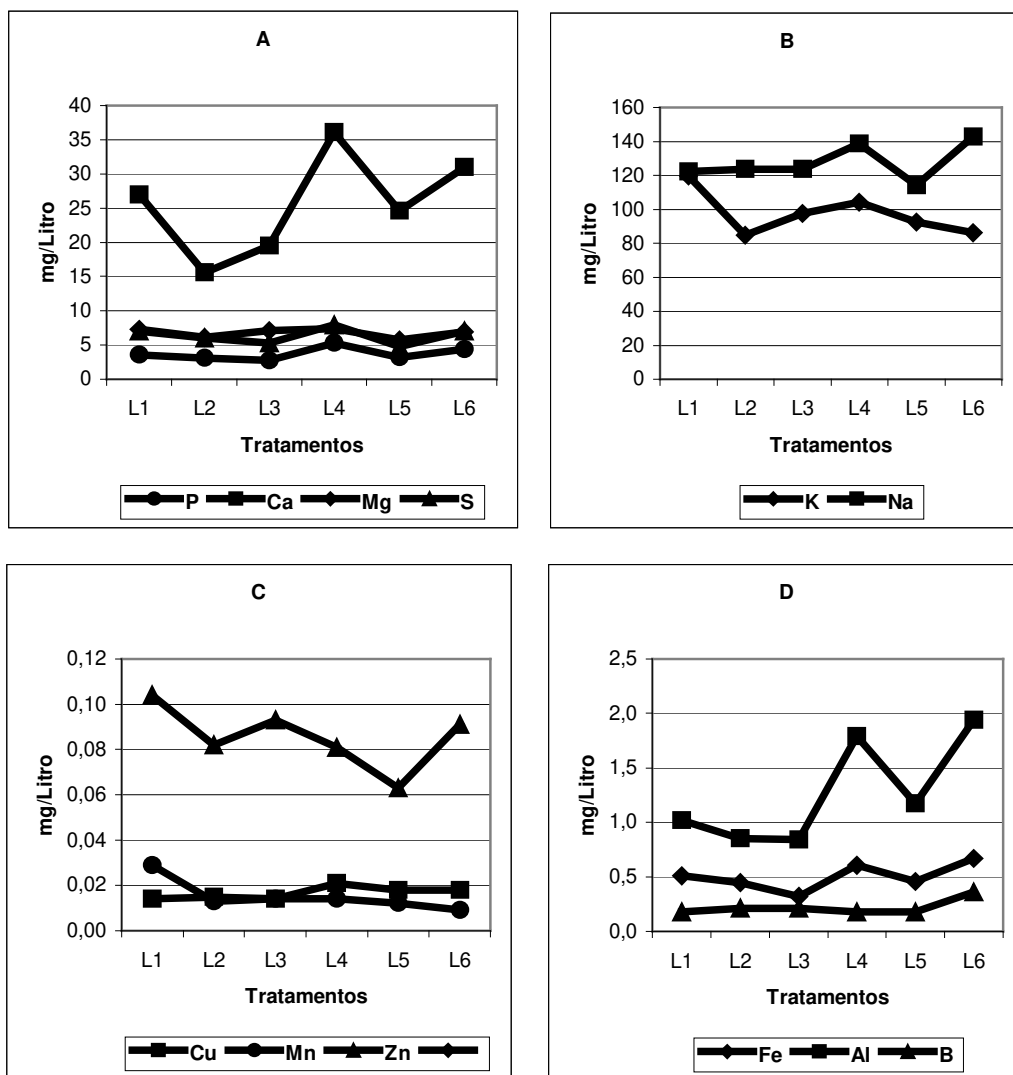 A
40
35
30
25
20
15
10
5
0
mg/Litro
L1 L2 L3 L4 L5 L6
Tratamentos
P Ca Mg S
B
160
140
120
100
80
60
40
20
0
mg/Litro
L1 L2 L3 L4 L5 L6
Tratamentos
K Na
C
0,12
0,10
0,08
0,06
0,04
0,02
0,00
mg/Litro
L1 L2 L3 L4 L5 L6
Tratamentos
Cu Mn Zn
D
2,5
2,0
1,5
1,0
0,5
0,0
mg/Litro
L1 L2 L3 L4 L5 L6
Tratamentos
Fe Al B